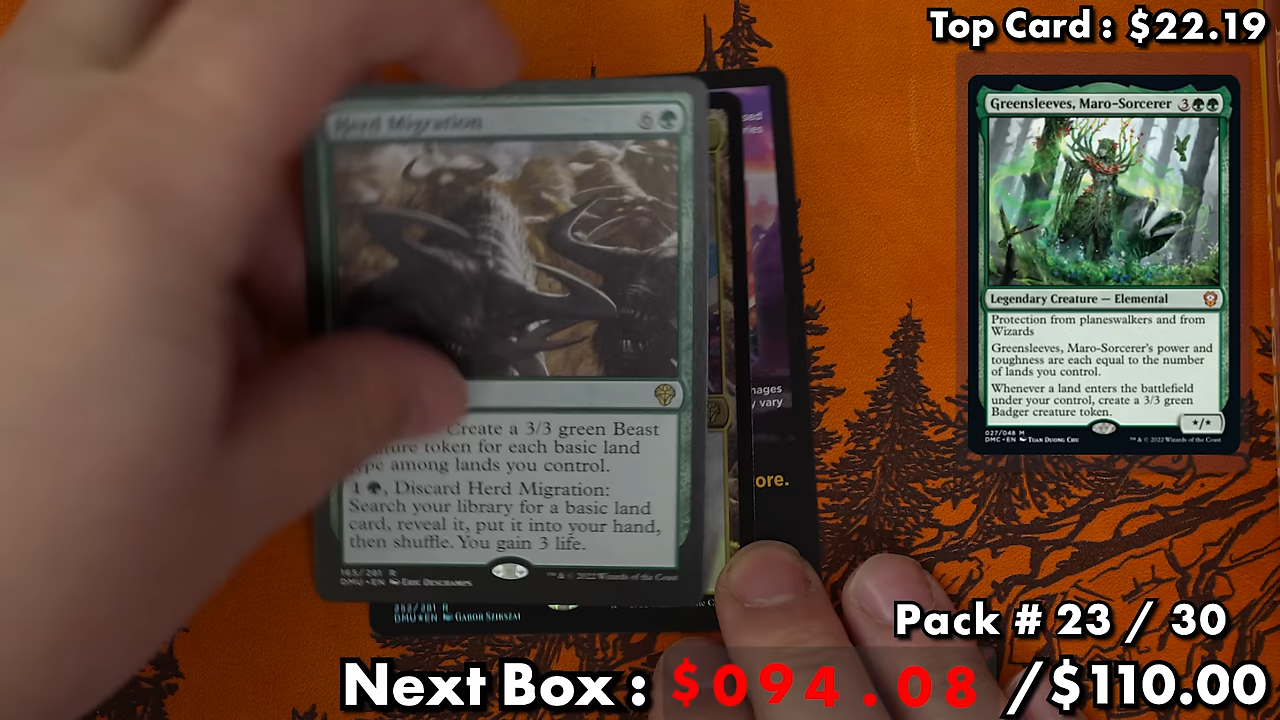 Top Card : $22.19
Greensleeves, Maro-Sorcerer 3
Legendary Creature — Elemental
Protection from planeswalkers and from
Wizards
Greensleeves, Maro-Sorcerer's power and
toughness are each equal to the number
of lands you control.
Whenever a land enters the battlefield
under your control, create a 3/3 green
Badger creature token.
*/*
027/048 M
DMC • EN Tuan Duong Chu
™ & © 2022 Wizards of the Coast
Herd Migration 6
Create a 3/3 green Beast
token for each basic land
among lands you control.
1 , Discard Herd Migration:
Search your library for a basic land
card, reveal it, put it into your hand,
then shuffle. You gain 3 life.
165/281 R
DMU • EN Eric Deschamps
™ & © 2022 Wizards of the Coast
DMU EN Gabor Szikszai
vary
ore.
Pack # 23 / 30
Next Box : $094.08 /$110.00